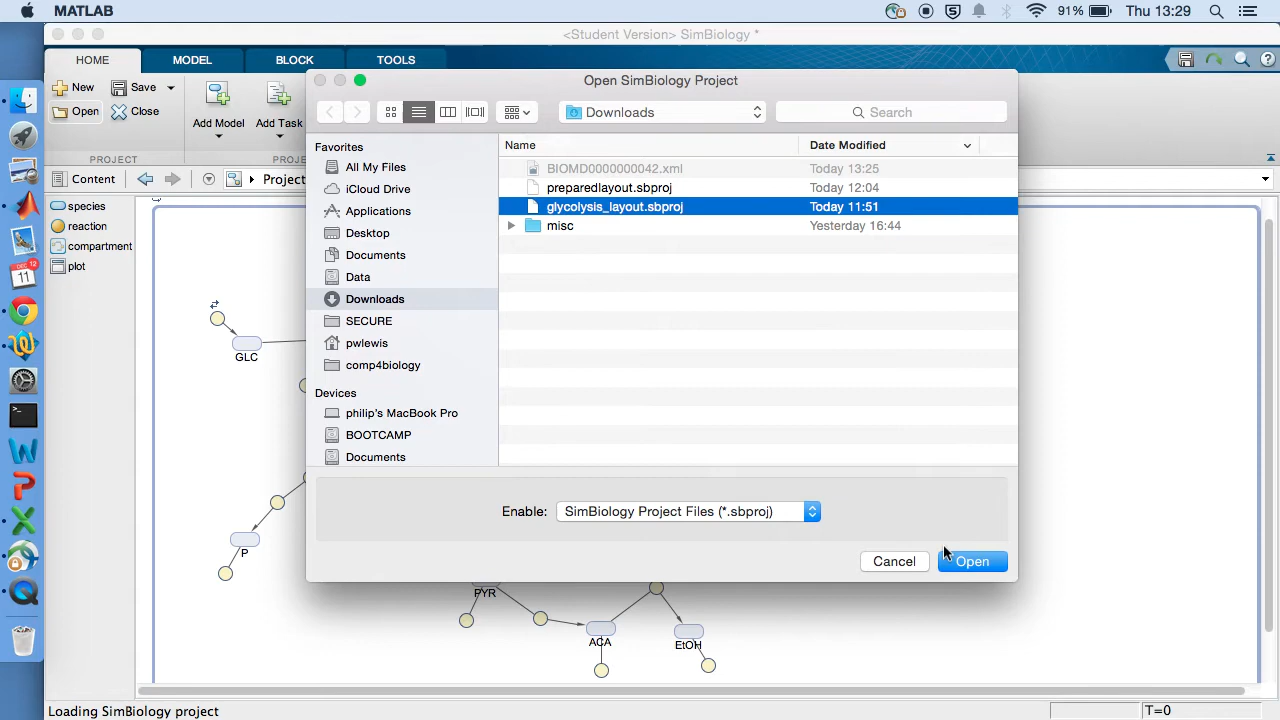 MATLAB
91%
Thu 13:29
<Student Version> SimBiology *
HOME
MODEL
BLOCK
TOOLS
New
Save
Open
Close
Add Model
Add Task
PROJECT
PROJE
Content
Project
species
reaction
compartment
plot
GLC
P
PYR
ACA
EtOH
Open SimBiology Project
Downloads
Search
Favorites
All My Files
iCloud Drive
Applications
Desktop
Documents
Data
Downloads
SECURE
pwlewis
comp4biology
Devices
philip's MacBook Pro
BOOTCAMP
Documents
Name
Date Modified
BIOMD0000000042.xml
Today 13:25
preparedlayout.sbproj
Today 12:04
glycolysis_layout.sbproj
Today 11:51
misc
Yesterday 16:44
Enable:
SimBiology Project Files (*.sbproj)
Cancel
Open
DEC 12
11
Loading SimBiology project
T=0